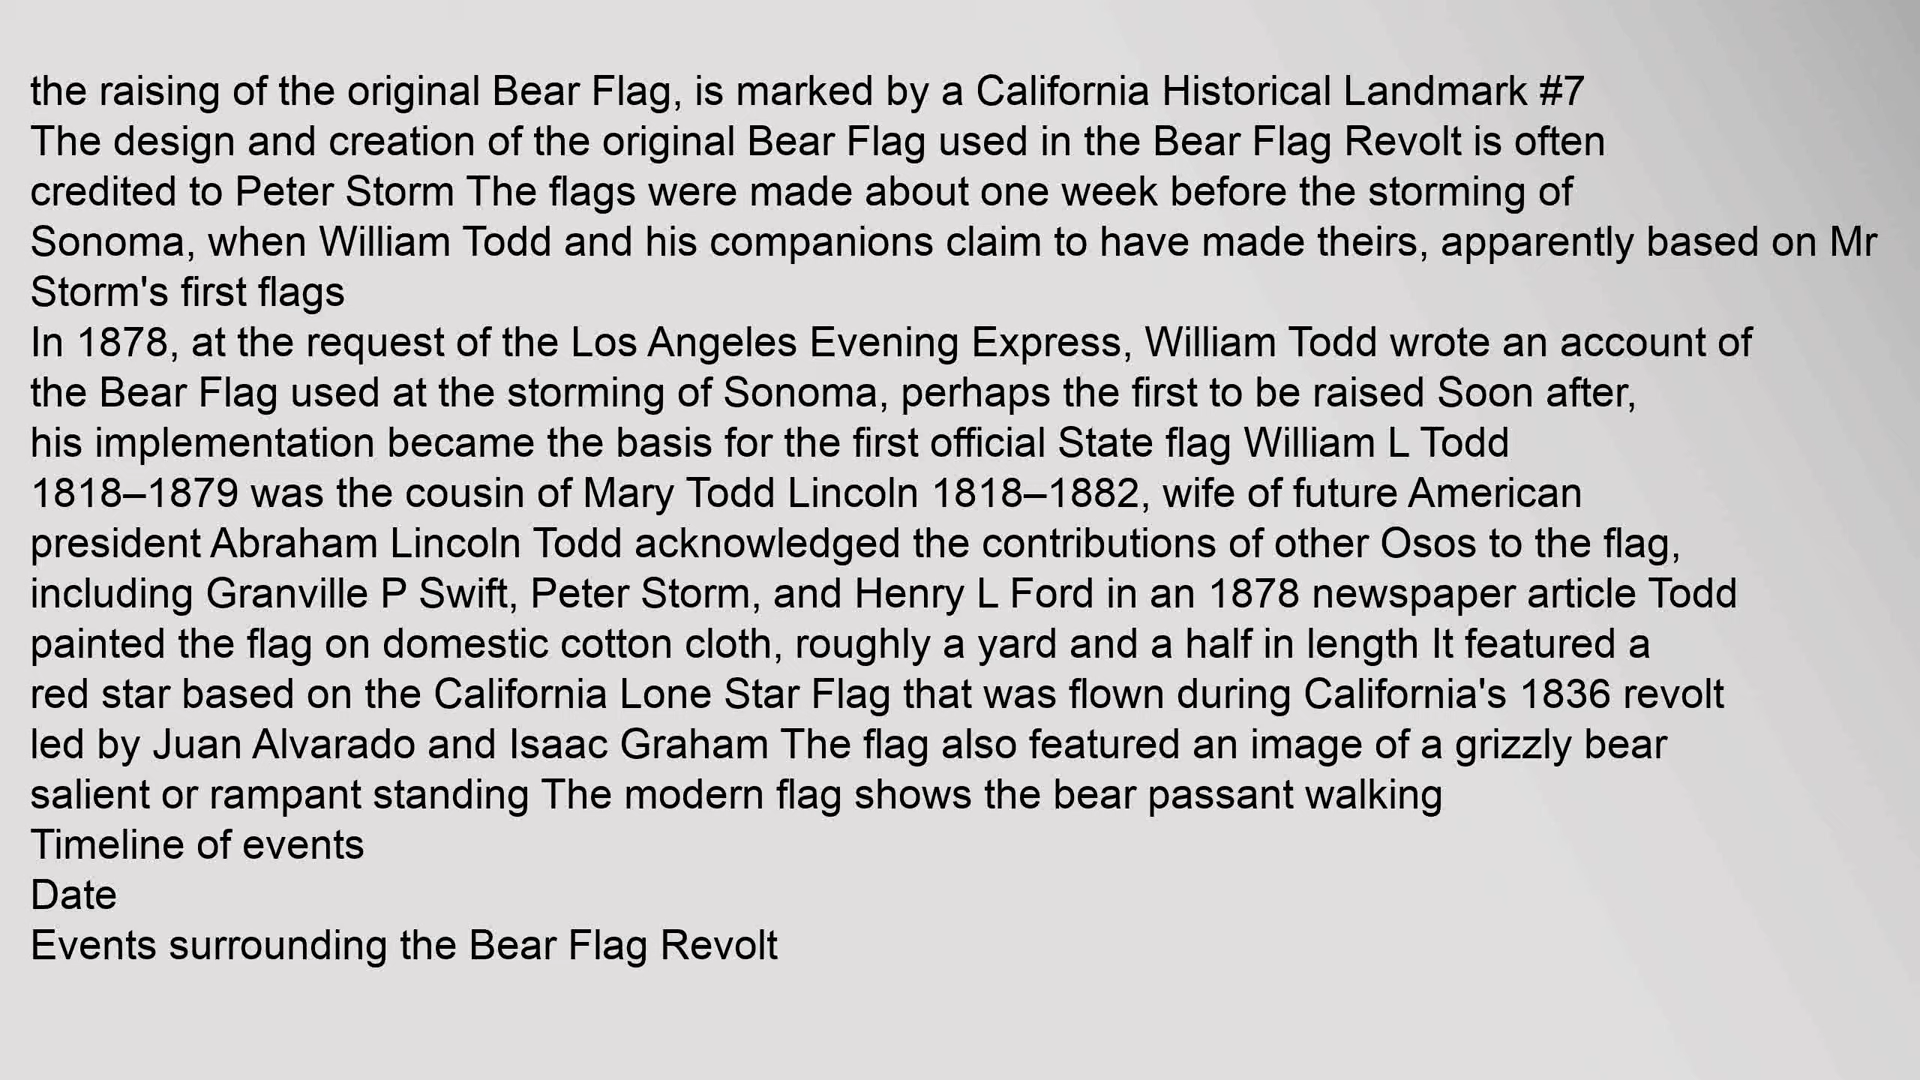 the raising of the original Bear Flag, is marked by a California Historical Landmark #7
The design and creation of the original Bear Flag used in the Bear Flag Revolt is often
credited to Peter Storm The flags were made about one week before the storming of
Sonoma, when William Todd and his companions claim to have made theirs, apparently based on Mr
Storm's first flags
In 1878, at the request of the Los Angeles Evening Express, William Todd wrote an account of
the Bear Flag used at the storming of Sonoma, perhaps the first to be raised Soon after,
his implementation became the basis for the first official State flag William L Todd
1818–1879 was the cousin of Mary Todd Lincoln 1818–1882, wife of future American
president Abraham Lincoln Todd acknowledged the contributions of other Osos to the flag,
including Granville P Swift, Peter Storm, and Henry L Ford in an 1878 newspaper article Todd
painted the flag on domestic cotton cloth, roughly a yard and a half in length It featured a
red star based on the California Lone Star Flag that was flown during California's 1836 revolt
led by Juan Alvarado and Isaac Graham The flag also featured an image of a grizzly bear
salient or rampant standing The modern flag shows the bear passant walking
Timeline of events
Date
Events surrounding the Bear Flag Revolt